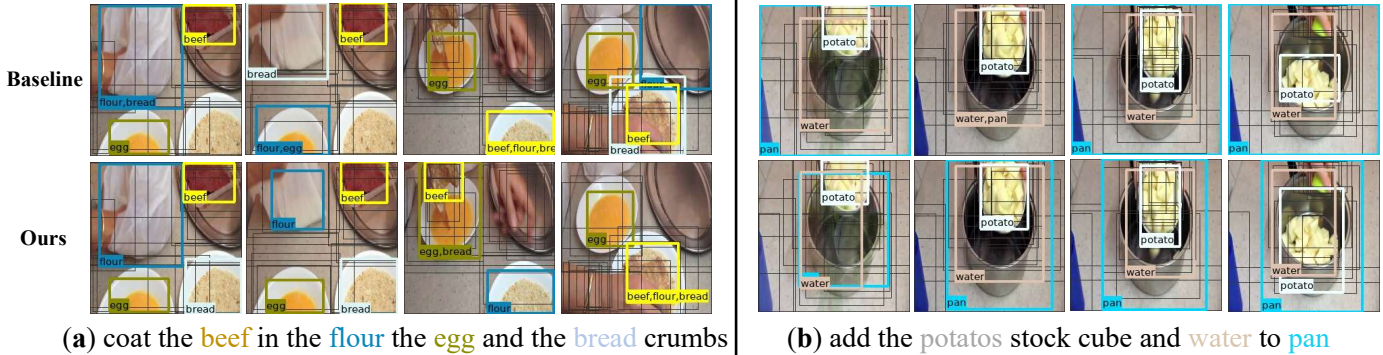 Baseline
beef
flour,bread
egg
beef
bread
flour,egg
egg
beef,flour,bre
flour
egg
beef
bread
potato
water
pan
potato
water,pan
potato
water
pan
potato
water
pan
Ours
beef
flour
egg
bread
beef
flour
egg
bread
beef
egg,bread
flour
egg
beef,flour,bread
potato
water
potato
water
pan
potato
water
pan
water
potato
pan
(a) coat the beef in the flour the egg and the bread crumbs
(b) add the potatos stock cube and water to pan